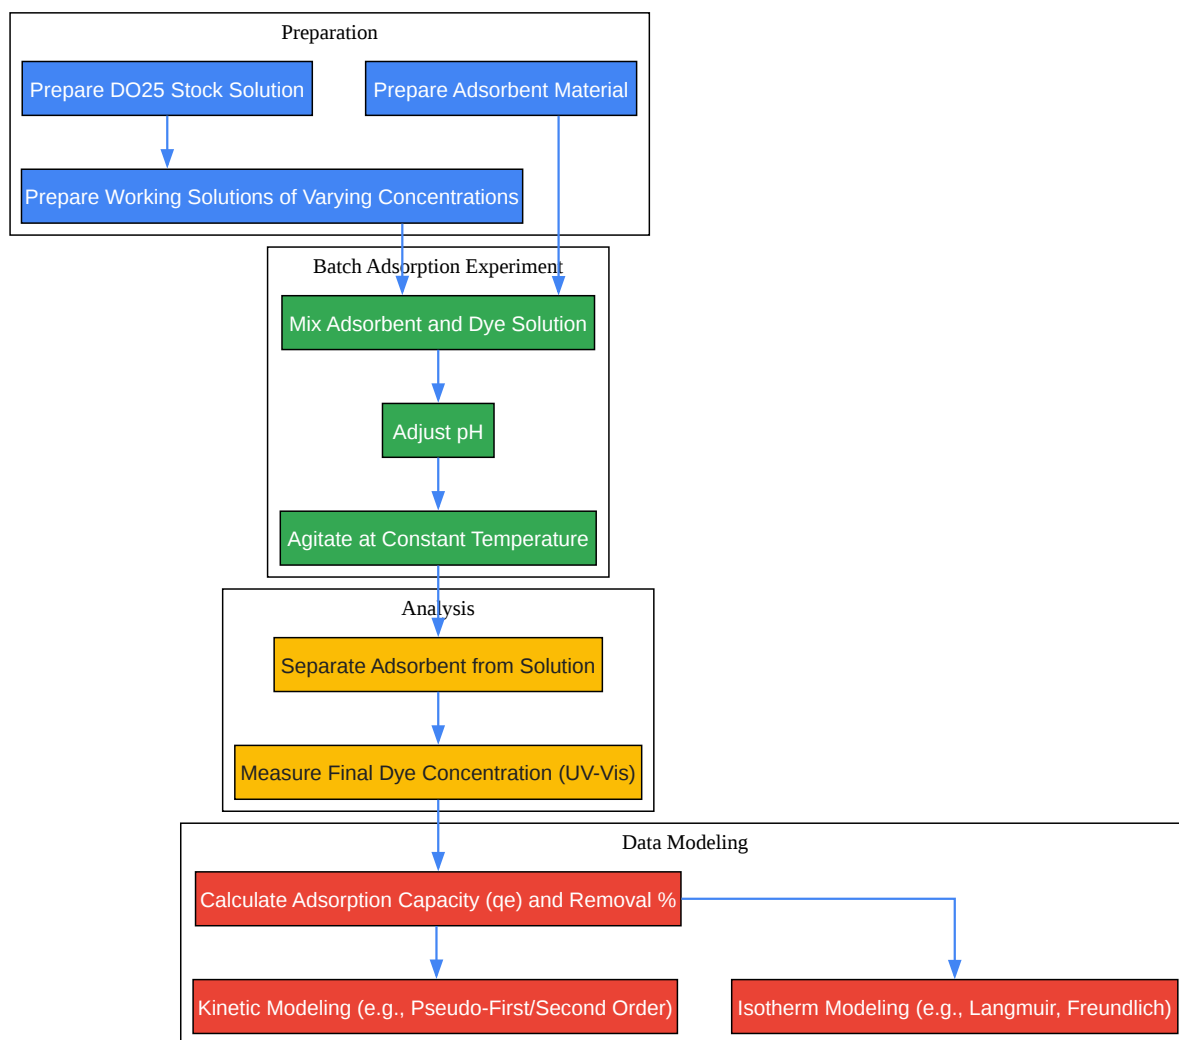 Preparation
Prepare DO25 Stock Solution
Prepare Adsorbent Material
Prepare Working Solutions of Varying Concentrations
Batch Adsorption Experiment
Mix Adsorbent and Dye Solution
Adjust pH
Agitate at Constant Temperature
Analysis
Separate Adsorbent from Solution
Measure Final Dye Concentration (UV-Vis)
Data Modeling
Calculate Adsorption Capacity (qe) and Removal %
Kinetic Modeling (e.g., Pseudo-First/Second Order)
Isotherm Modeling (e.g., Langmuir, Freundlich)